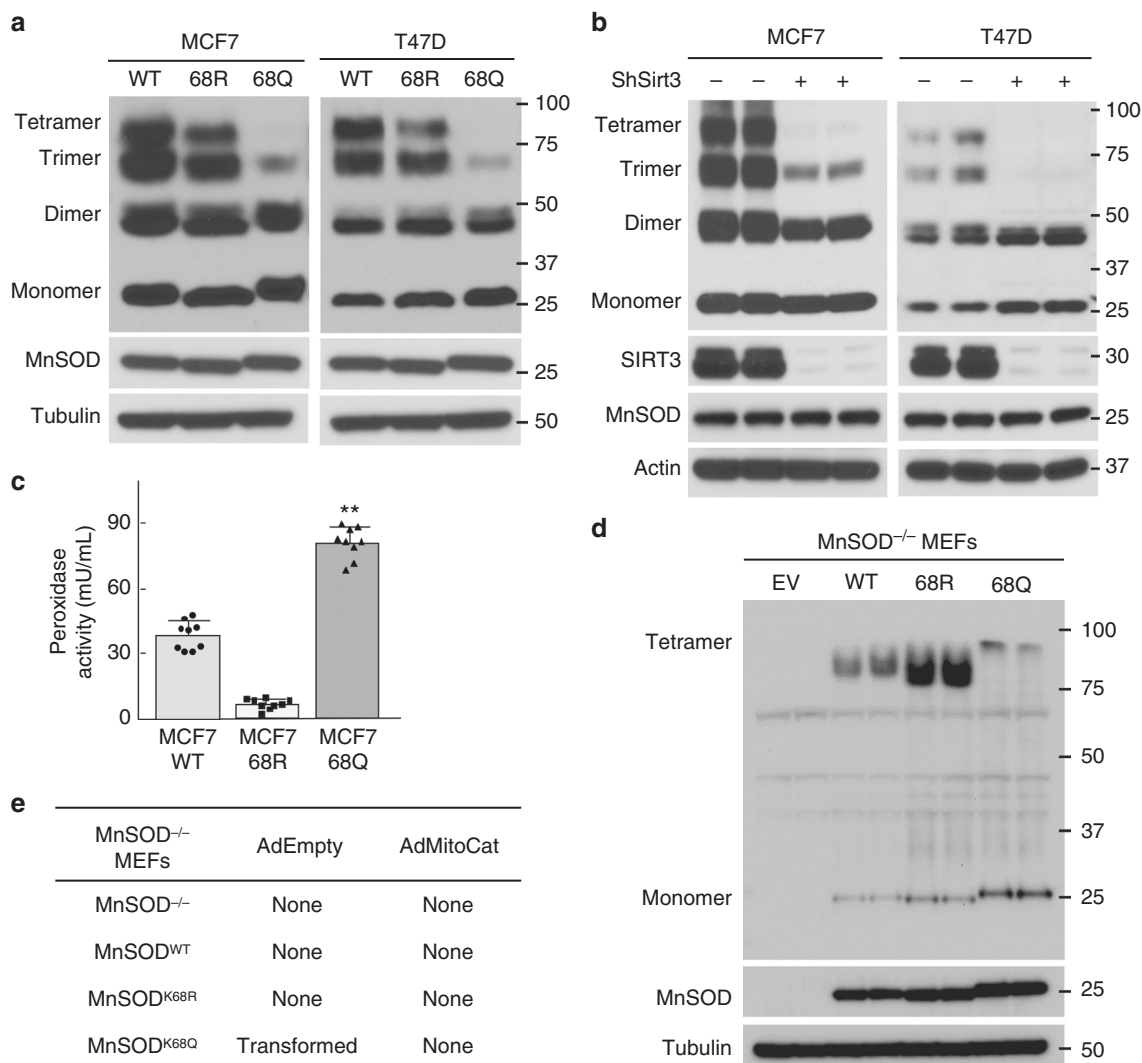 a
MCF7 T47D
WT 68R 68Q WT 68R 68Q
100
Tetramer
75
Trimer
Dimer
50
37
Monomer
25
MnSOD
25
Tubulin
50
b
MCF7 T47D
ShSirt3 – – + + – – + +
100
Tetramer
75
Trimer
50
Dimer
37
Monomer
25
SIRT3
30
MnSOD
25
Actin
37
c
Peroxidase
activity (mU/mL)
90
**
60
30
0
MCF7 MCF7 MCF7
WT 68R 68Q
d
MnSOD–/– MEFs
EV WT 68R 68Q
Tetramer
100
75
50
37
Monomer
25
MnSOD
25
Tubulin
50
e
MnSOD–/–
MEFs
AdEmpty AdMitoCat
MnSOD–/– None None
MnSODWT None None
MnSODK68R None None
MnSODK68Q Transformed None